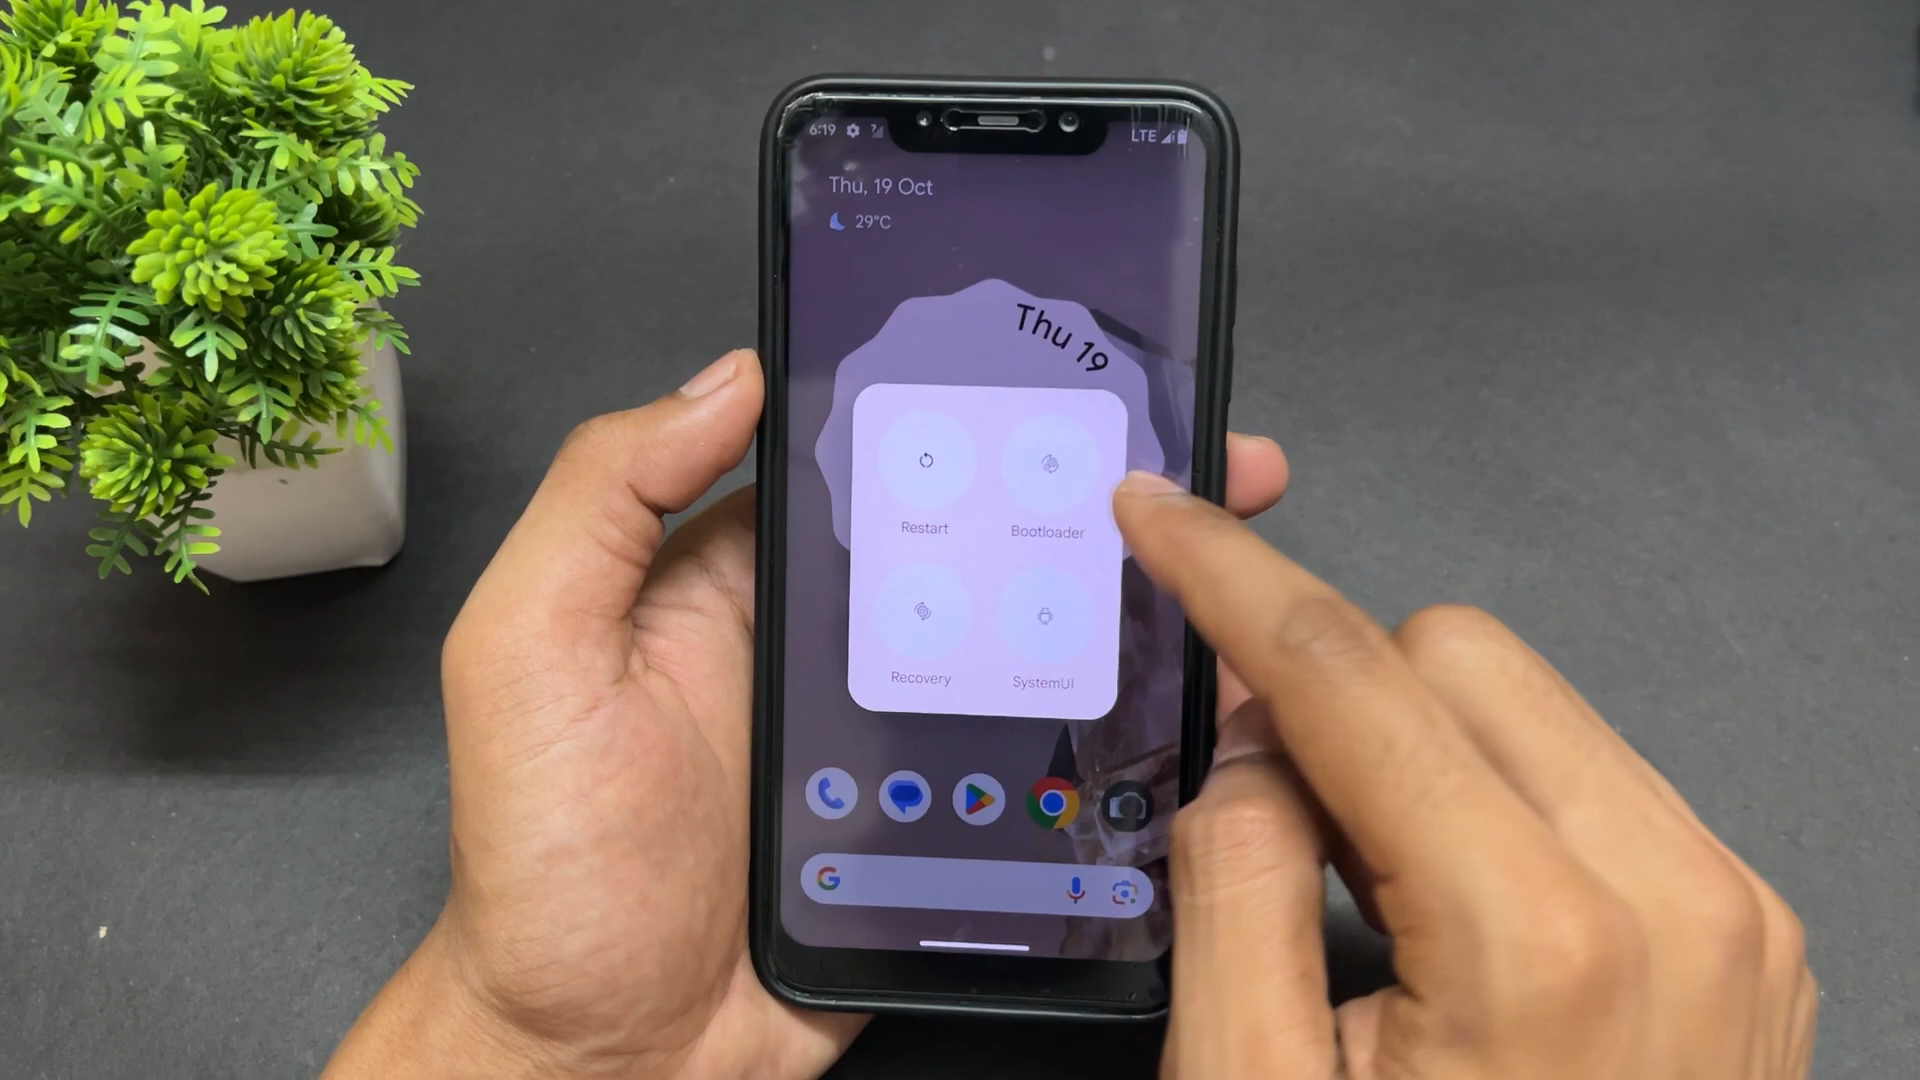 6:19
LTE
Thu, 19 Oct
29°C
Thu 19
Restart
Bootloader
Recovery
SystemUI
G